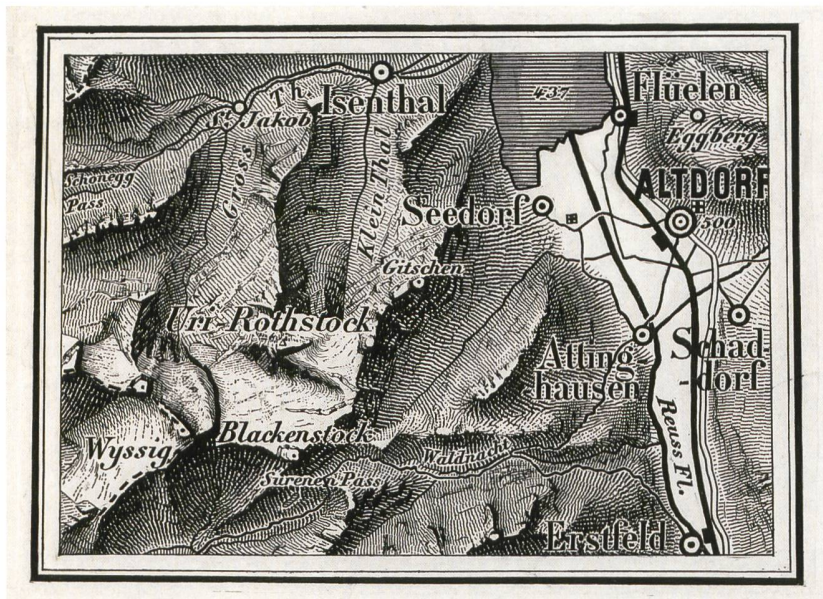 437
Flüelen
Isenthal
Th.
St. Jakob
Eggberg
Schönegg
Pass
Gross
Klein Thal
ALTDORF
Seedorf
500
Gitschen
Uri-Rothstock
Atting
-hausen
Schad-
-dorf
Blackenstock
Reuss Fl.
Wyssig
Waldnacht
Surenen Pass
Erstfeld